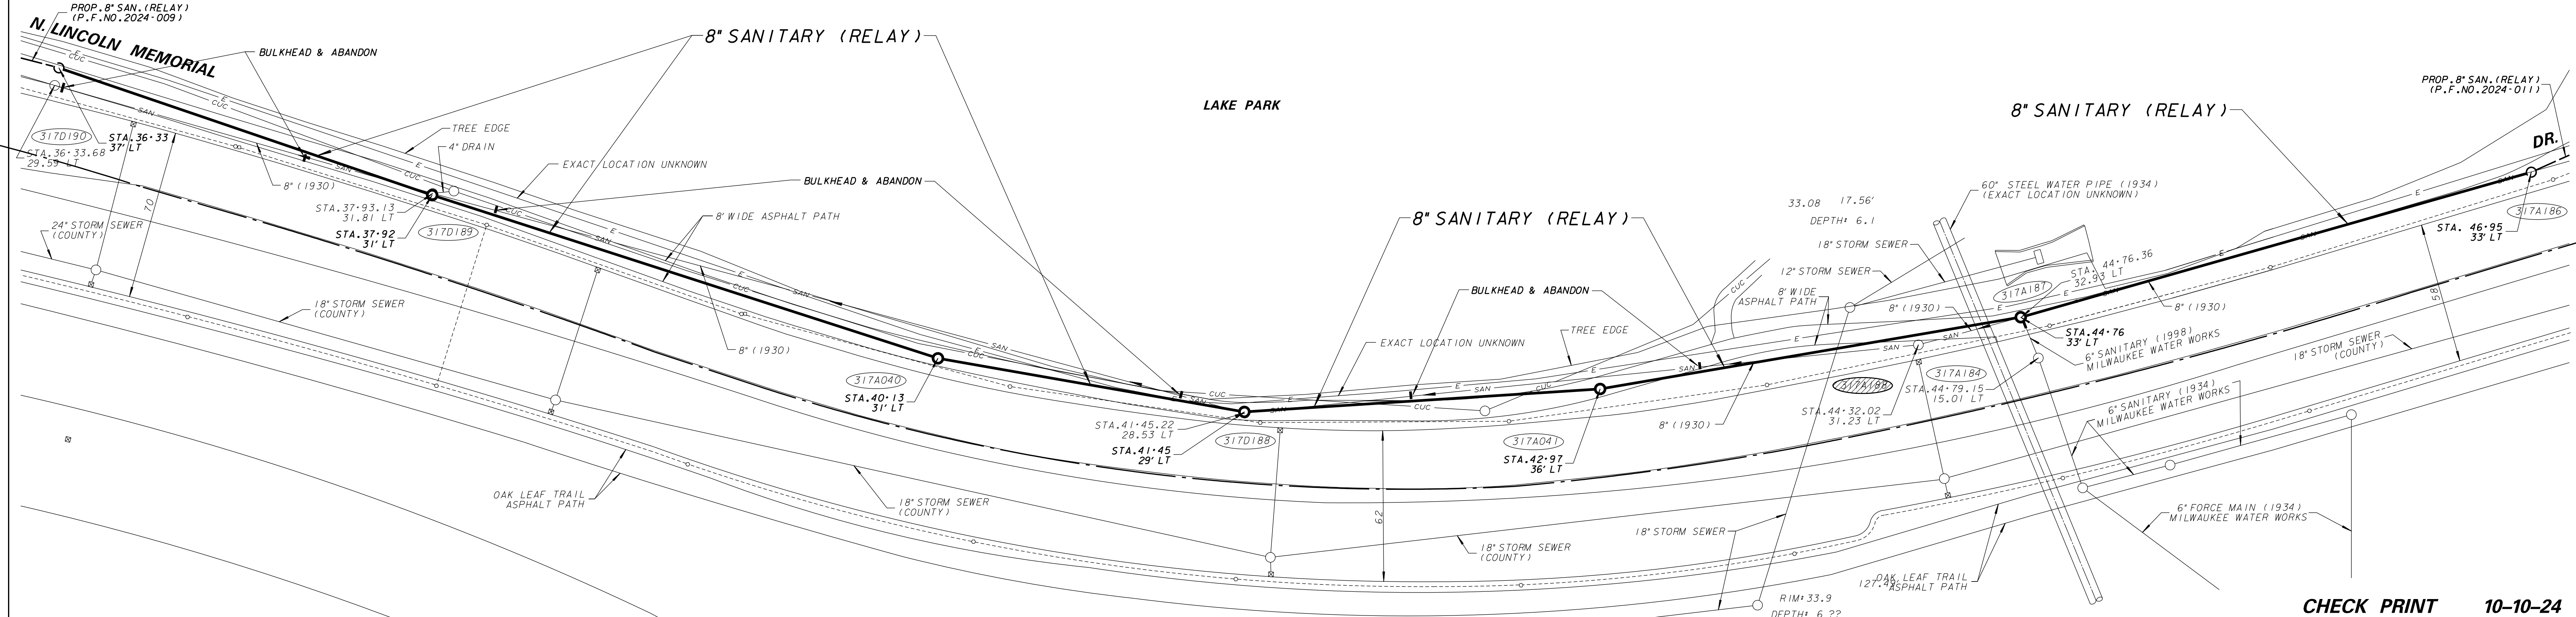 PROP. 8" SAN. (RELAY)
(P.F. NO. 2024-009)
N. LINCOLN MEMORIAL
BULKHEAD & ABANDON
8" SANITARY (RELAY)
LAKE PARK
8" SANITARY (RELAY)
PROP. 8" SAN. (RELAY)
(P.F. NO. 2024-011)
DR.
317D190
STA. 36+33
37' LT
STA. 36+33.68
29.59 LT
TREE EDGE
4" DRAIN
EXACT LOCATION UNKNOWN
8" (1930)
BULKHEAD & ABANDON
STA. 37+93.13
31.81 LT
STA. 37+92
31' LT
317D189
8' WIDE ASPHALT PATH
70
24" STORM SEWER
(COUNTY)
18" STORM SEWER
(COUNTY)
8" (1930)
317A040
STA. 40+13
31' LT
8" SANITARY (RELAY)
BULKHEAD & ABANDON
EXACT LOCATION UNKNOWN
TREE EDGE
STA. 41+45.22
28.53 LT
STA. 41+45
29' LT
317D188
317A041
STA. 42+97
36' LT
8" (1930)
33.08 17.56'
DEPTH: 6.1
18" STORM SEWER
12" STORM SEWER
8' WIDE
ASPHALT PATH
8" (1930)
60" STEEL WATER PIPE (1934)
(EXACT LOCATION UNKNOWN)
317A187
STA. 44+76.36
32.93 LT
STA. 44+76
33' LT
8" (1930)
6" SANITARY (1998)
MILWAUKEE WATER WORKS
317A198
317A184
STA. 44+79.15
15.01 LT
STA. 44+32.02
31.23 LT
6" SANITARY (1934)
MILWAUKEE WATER WORKS
18" STORM SEWER
(COUNTY)
58
317A186
STA. 46+95
33' LT
OAK LEAF TRAIL
ASPHALT PATH
18" STORM SEWER
(COUNTY)
62
18" STORM SEWER
(COUNTY)
18" STORM SEWER
6" FORCE MAIN (1934)
MILWAUKEE WATER WORKS
127.49'
OAK LEAF TRAIL
ASPHALT PATH
RIM: 33.9
DEPTH: 6.22
CHECK PRINT 10-10-24
E
CUC
SAN